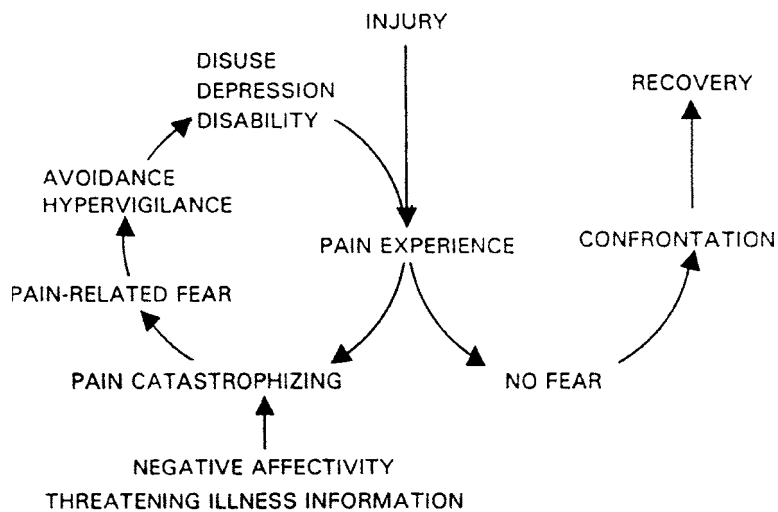 INJURY
DISUSE
DEPRESSION
DISABILITY
RECOVERY
AVOIDANCE
HYPERVIGILANCE
PAIN EXPERIENCE
CONFRONTATION
PAIN-RELATED FEAR
PAIN CATASTROPHIZING
NO FEAR
NEGATIVE AFFECTIVITY
THREATENING ILLNESS INFORMATION